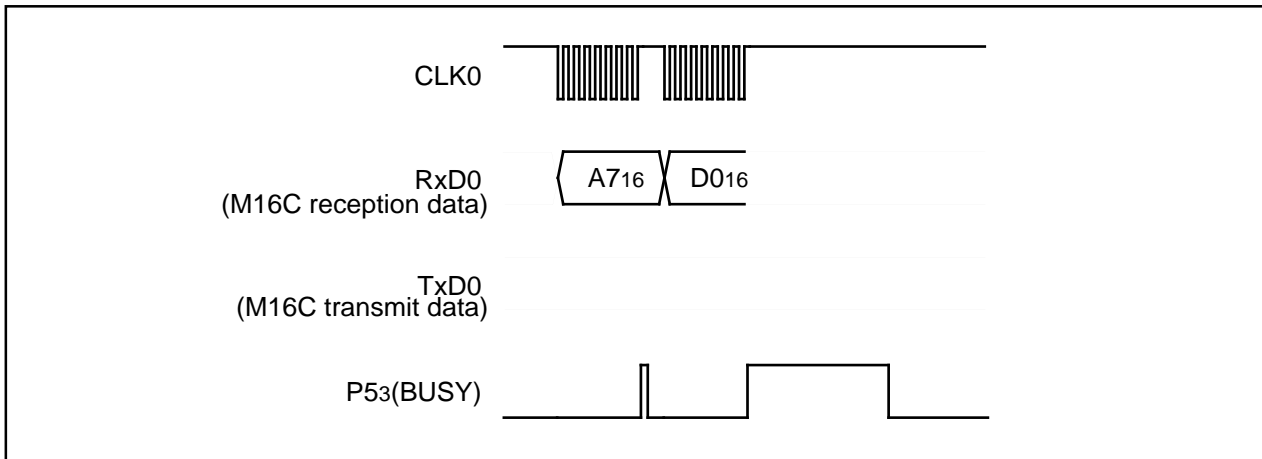 CLK0
RxD0
(M16C reception data)
A716
D016
TxD0
(M16C transmit data)
P53(BUSY)